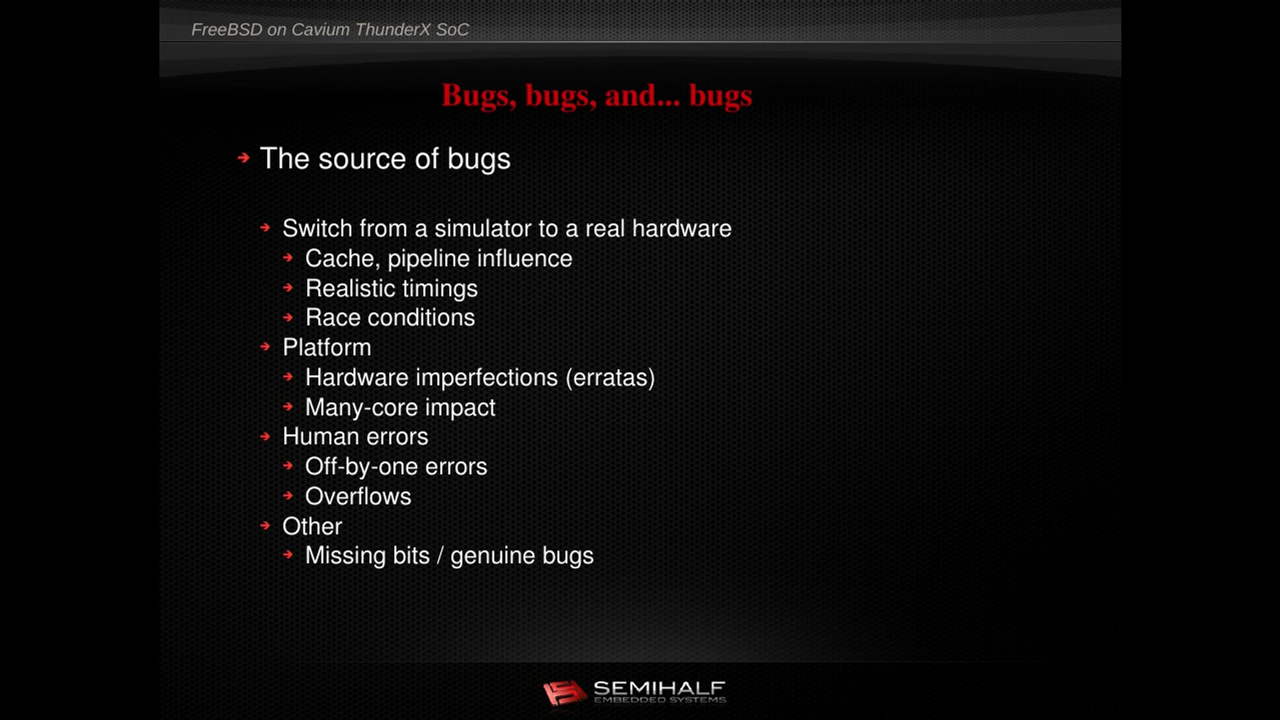 FreeBSD on Cavium ThunderX SoC
Bugs, bugs, and... bugs
The source of bugs
Switch from a simulator to a real hardware
Cache, pipeline influence
Realistic timings
Race conditions
Platform
Hardware imperfections (erratas)
Many-core impact
Human errors
Off-by-one errors
Overflows
Other
Missing bits / genuine bugs
SEMIHALF
EMBEDDED SYSTEMS